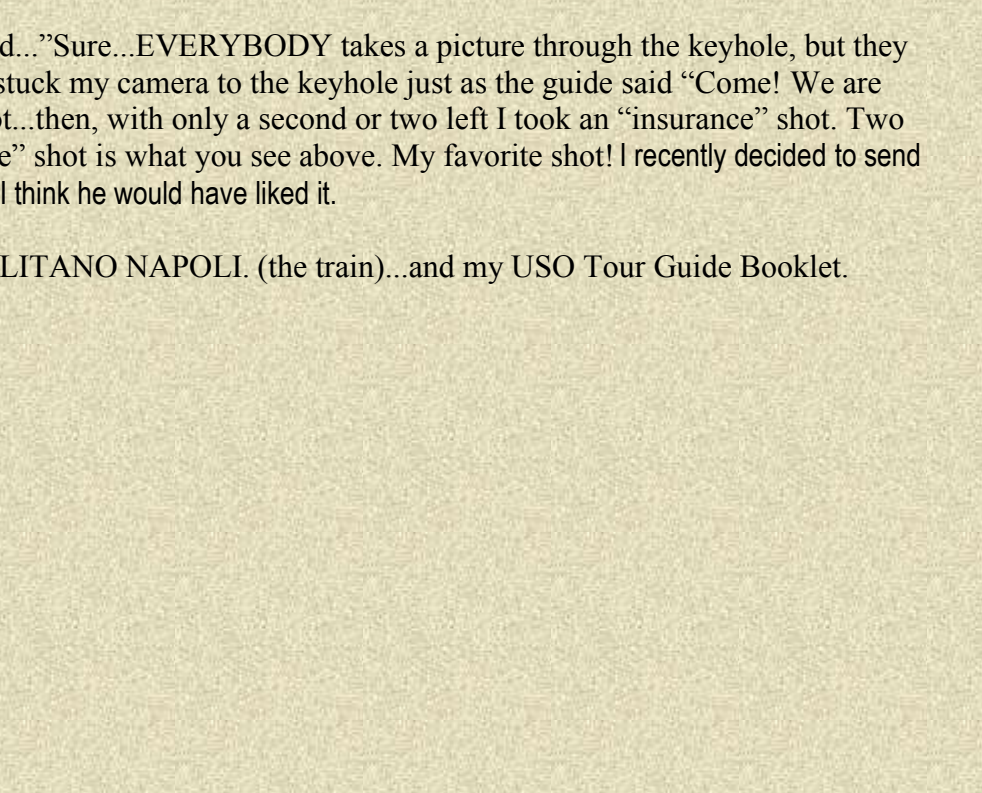 d...”Sure...EVERYBODY takes a picture through the keyhole, but they
stuck my camera to the keyhole just as the guide said “Come! We are
ot...then, with only a second or two left I took an “insurance” shot. Two
e” shot is what you see above. My favorite shot! I recently decided to send
I think he would have liked it.
LITANO NAPOLI. (the train)...and my USO Tour Guide Booklet.